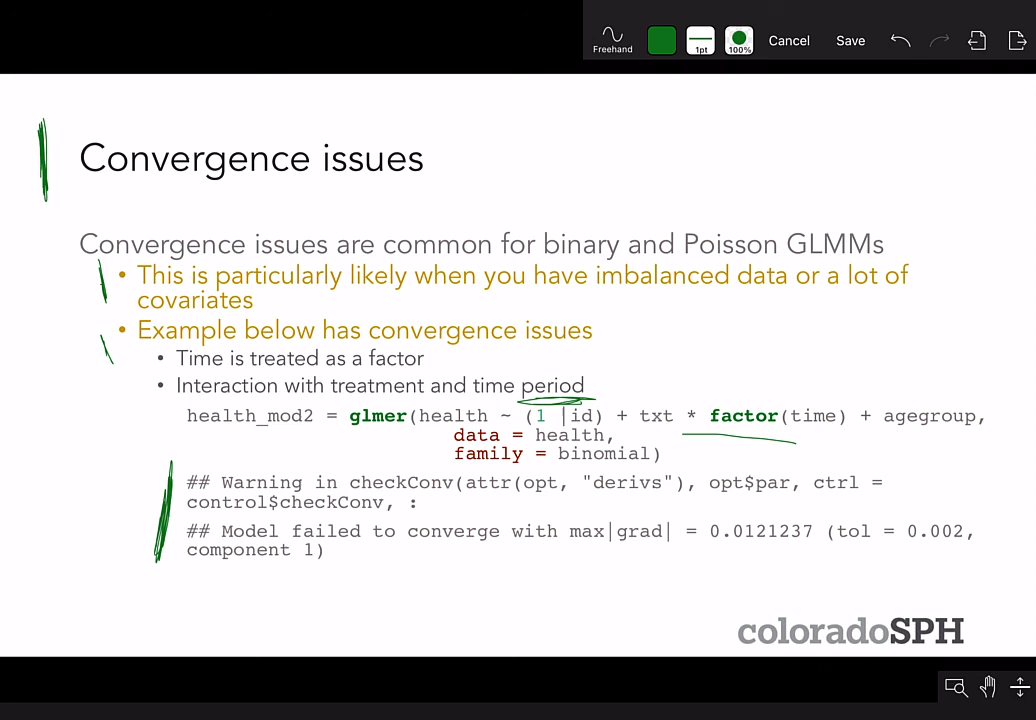 Freehand
1pt
100%
Cancel
Save
Convergence issues
Convergence issues are common for binary and Poisson GLMMs
• This is particularly likely when you have imbalanced data or a lot of
covariates
• Example below has convergence issues
• Time is treated as a factor
• Interaction with treatment and time period
health_mod2 = glmer(health ~ (1 |id) + txt * factor(time) + agegroup,
data = health,
family = binomial)
## Warning in checkConv(attr(opt, "derivs"), opt$par, ctrl =
control$checkConv, :
## Model failed to converge with max|grad| = 0.0121237 (tol = 0.002,
component 1)
coloradoSPH